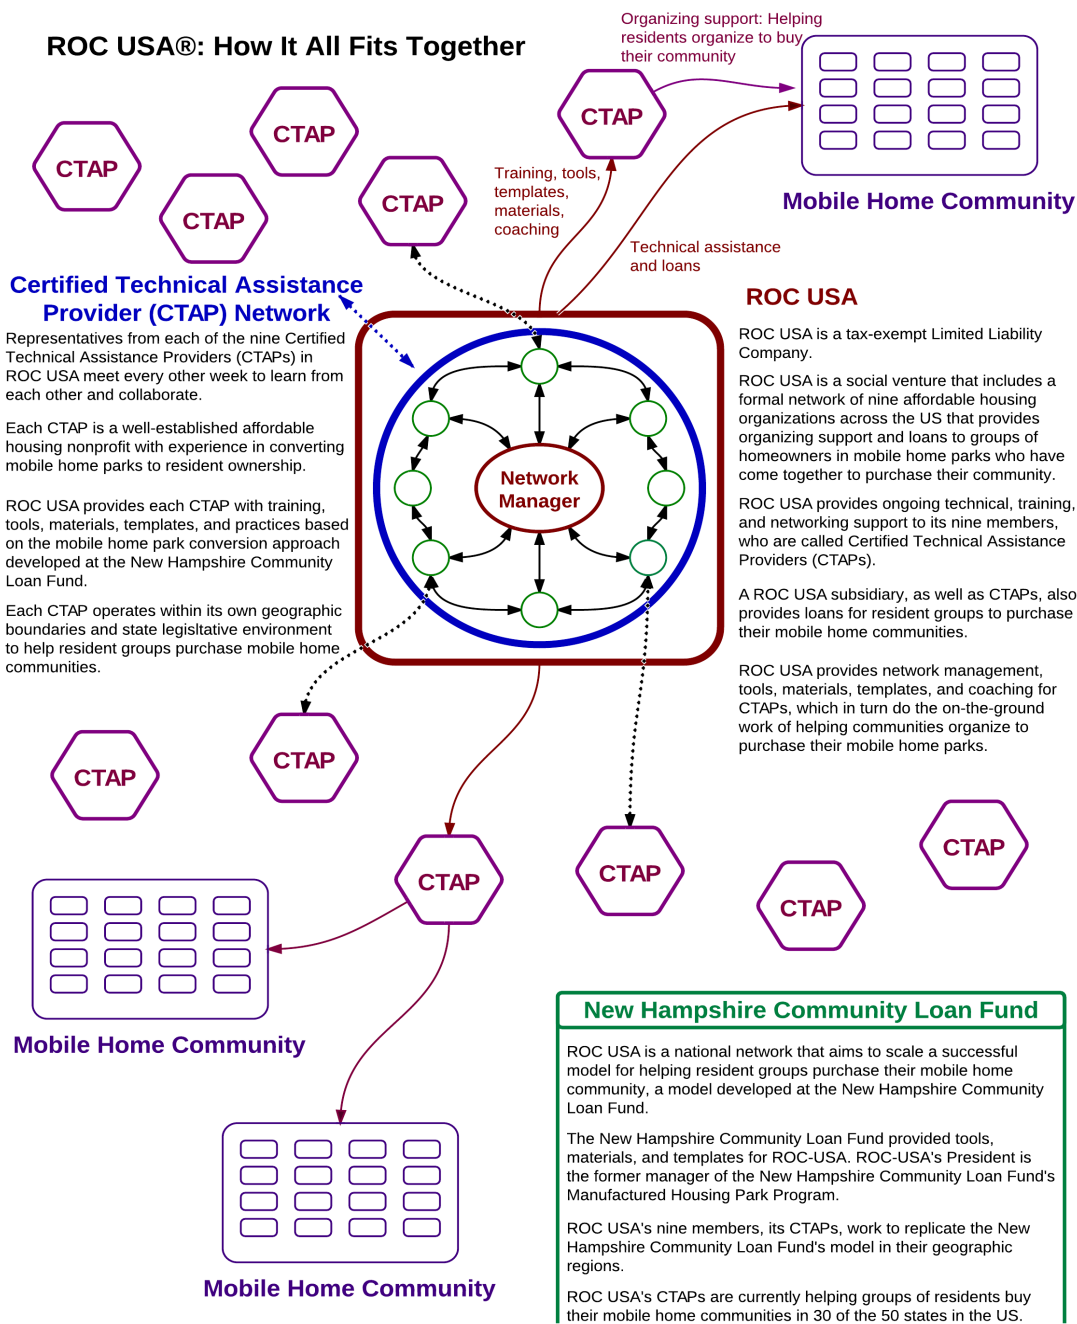 ROC USA®: How It All Fits Together
Organizing support: Helping
residents organize to buy
their community
CTAP
CTAP
CTAP
CTAP
CTAP
Training, tools,
templates,
materials,
coaching
Mobile Home Community
Technical assistance
and loans
Certified Technical Assistance
Provider (CTAP) Network
Representatives from each of the nine Certified
Technical Assistance Providers (CTAPs) in
ROC USA meet every other week to learn from
each other and collaborate.
Each CTAP is a well-established affordable
housing nonprofit with experience in converting
mobile home parks to resident ownership.
ROC USA provides each CTAP with training,
tools, materials, templates, and practices based
on the mobile home park conversion approach
developed at the New Hampshire Community
Loan Fund.
Each CTAP operates within its own geographic
boundaries and state legisltative environment
to help resident groups purchase mobile home
communities.
Network
Manager
ROC USA
ROC USA is a tax-exempt Limited Liability
Company.
ROC USA is a social venture that includes a
formal network of nine affordable housing
organizations across the US that provides
organizing support and loans to groups of
homeowners in mobile home parks who have
come together to purchase their community.
ROC USA provides ongoing technical, training,
and networking support to its nine members,
who are called Certified Technical Assistance
Providers (CTAPs).
A ROC USA subsidiary, as well as CTAPs, also
provides loans for resident groups to purchase
their mobile home communities.
ROC USA provides network management,
tools, materials, templates, and coaching for
CTAPs, which in turn do the on-the-ground
work of helping communities organize to
purchase their mobile home parks.
CTAP
CTAP
CTAP
CTAP
CTAP
CTAP
Mobile Home Community
Mobile Home Community
New Hampshire Community Loan Fund
ROC USA is a national network that aims to scale a successful
model for helping resident groups purchase their mobile home
community, a model developed at the New Hampshire Community
Loan Fund.
The New Hampshire Community Loan Fund provided tools,
materials, and templates for ROC-USA. ROC-USA's President is
the former manager of the New Hampshire Community Loan Fund's
Manufactured Housing Park Program.
ROC USA's nine members, its CTAPs, work to replicate the New
Hampshire Community Loan Fund's model in their geographic
regions.
ROC USA's CTAPs are currently helping groups of residents buy
their mobile home communities in 30 of the 50 states in the US.